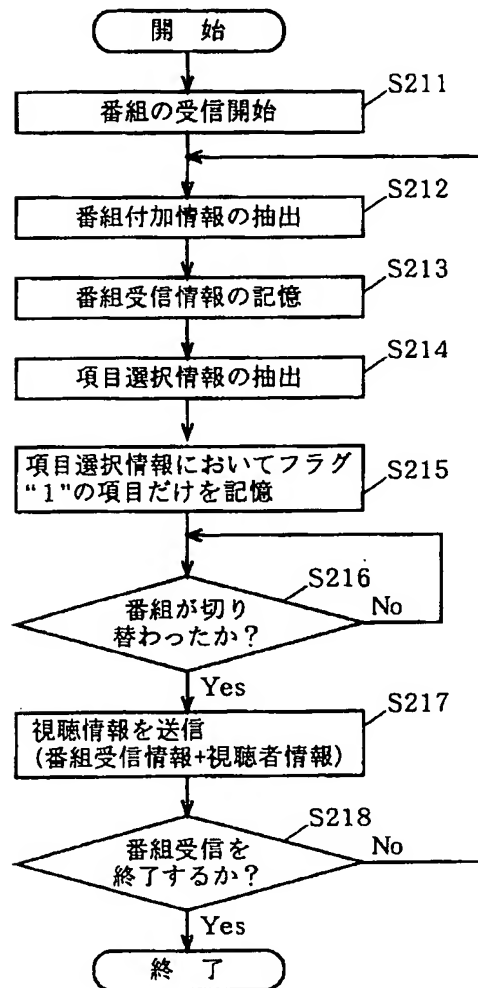 開 始
S211
番組の受信開始
S212
番組付加情報の抽出
S213
番組受信情報の記憶
S214
項目選択情報の抽出
S215
項目選択情報においてフラグ
“1”の項目だけを記憶
S216
番組が切り
替わったか？
No
Yes
S217
視聴情報を送信
(番組受信情報+視聴者情報)
S218
番組受信を
終了するか？
No
Yes
終 了